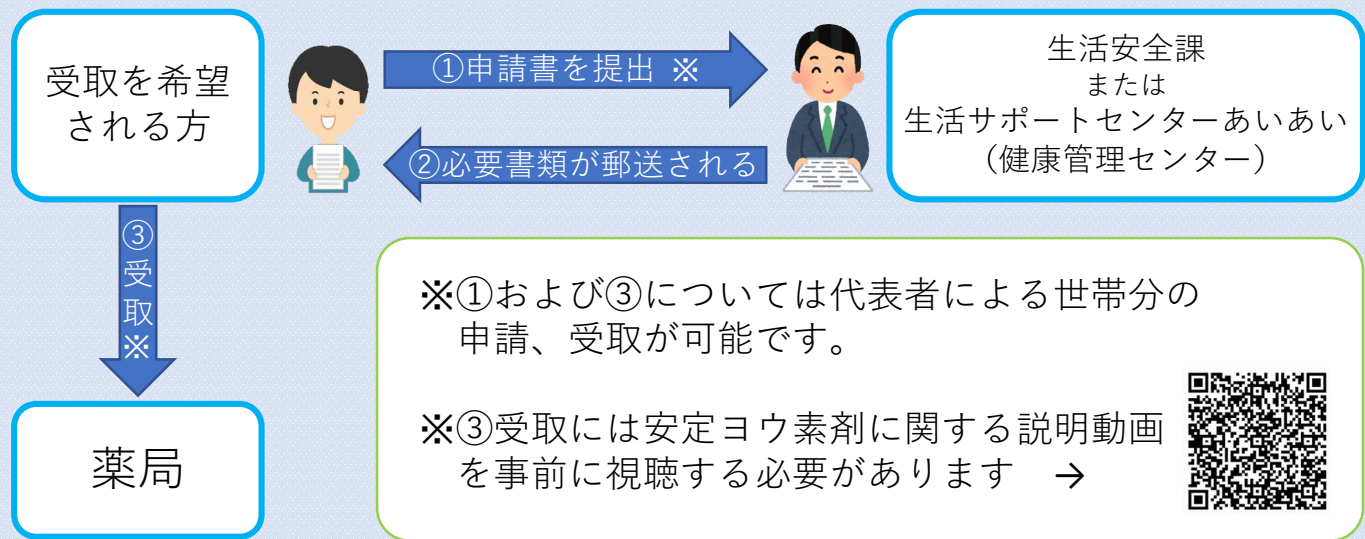 受取を希望
される方
①申請書を提出 ※
②必要書類が郵送される
生活安全課
または
生活サポートセンターあいあい
（健康管理センター）
③受取※
薬局
※①および③については代表者による世帯分の
申請、受取が可能です。
※③受取には安定ヨウ素剤に関する説明動画
を事前に視聴する必要があります →